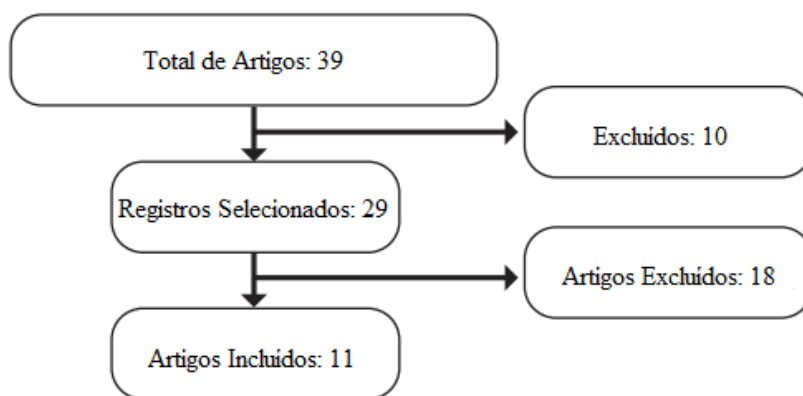 Total de Artigos: 39
Excluídos: 10
Registros Selecionados: 29
Artigos Excluídos: 18
Artigos Incluídos: 11